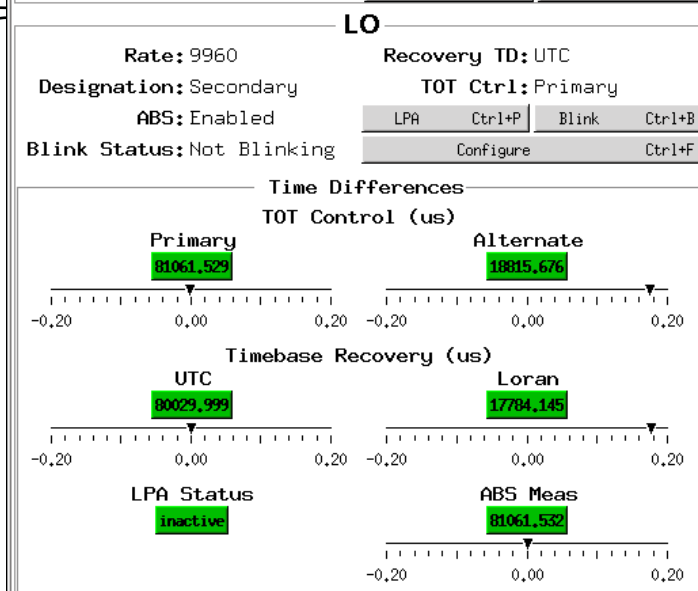 LO
Rate: 9960 Recovery TD: UTC
Designation: Secondary TOT Ctrl: Primary
ABS: Enabled LPA Ctrl+P Blink Ctrl+B
Blink Status: Not Blinking Configure Ctrl+F
Time Differences
TOT Control (us)
Primary Alternate
81061.529 18815.676
-0.20 0.00 0.20 -0.20 0.00 0.20
Timebase Recovery (us)
UTC Loran
80029.999 17784.145
-0.20 0.00 0.20 -0.20 0.00 0.20
LPA Status ABS Meas
inactive 81061.532
-0.20 0.00 0.20